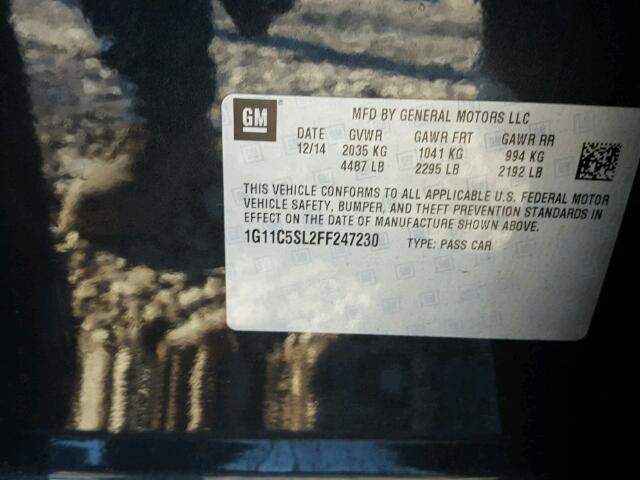 GM
MFD BY GENERAL MOTORS LLC
DATE GVWR GAWR FRT GAWR RR
12/14 2035 KG 1041 KG 994 KG
4487 LB 2295 LB 2192 LB
THIS VEHICLE CONFORMS TO ALL APPLICABLE U.S. FEDERAL MOTOR
VEHICLE SAFETY, BUMPER, AND THEFT PREVENTION STANDARDS IN
EFFECT ON THE DATE OF MANUFACTURE SHOWN ABOVE.
1G11C5SL2FF247230 TYPE: PASS CAR